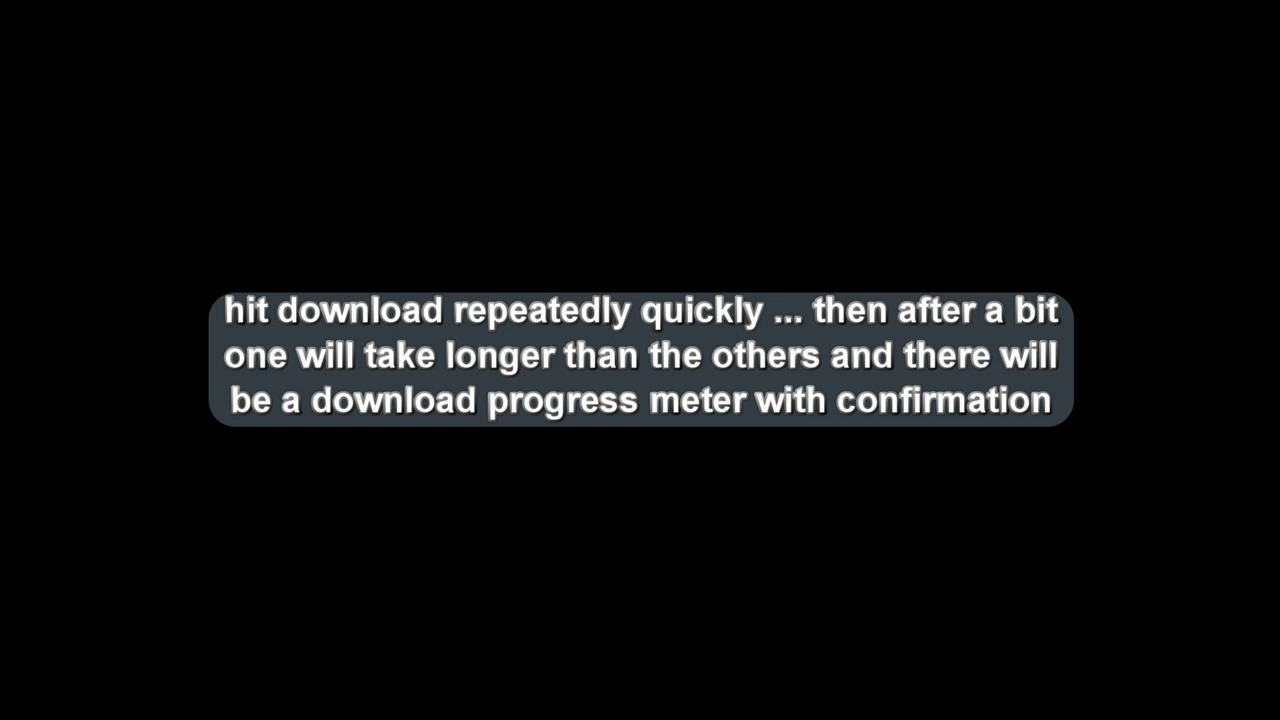 hit download repeatedly quickly ... then after a bit
one will take longer than the others and there will
be a download progress meter with confirmation